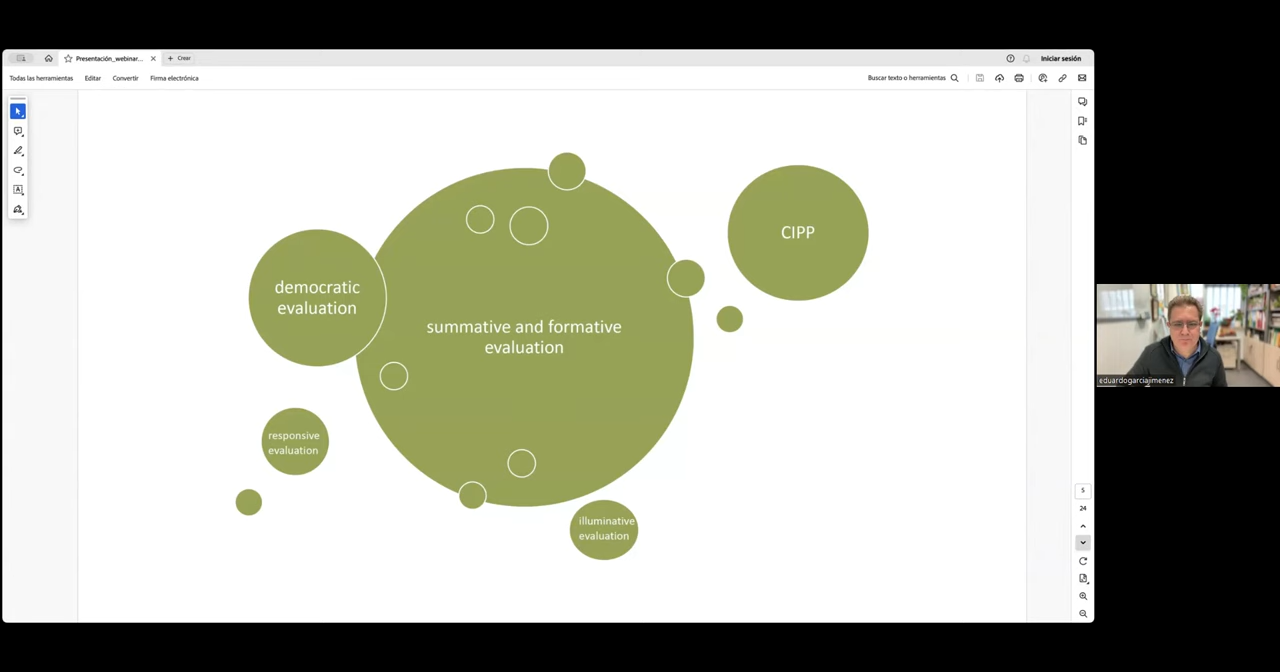 Presentación_webinar...
Crear
Iniciar sesión
Todas las herramientas
Editar
Convertir
Firma electrónica
Buscar texto o herramientas
CIPP
democratic
evaluation
summative and formative
evaluation
responsive
evaluation
illuminative
evaluation
eduardogarciajimenez
5
24